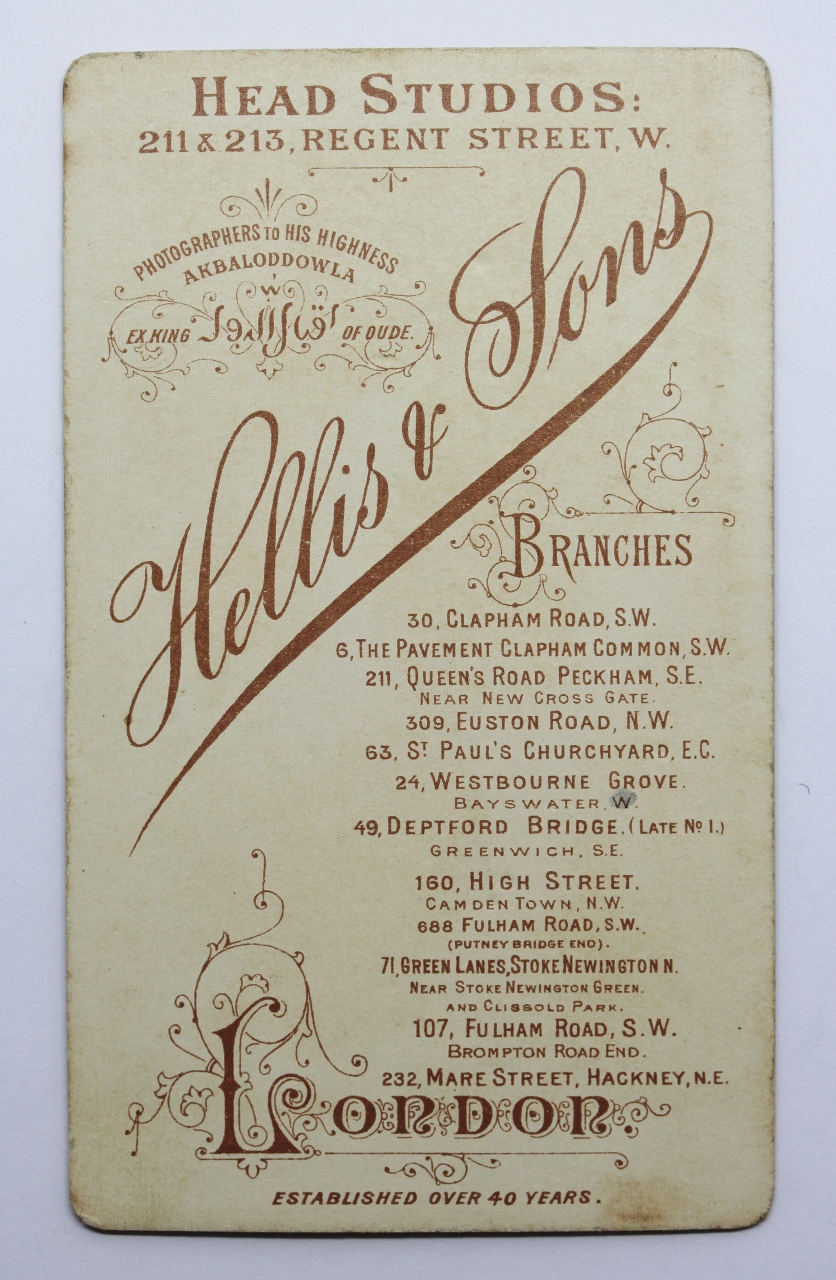 HEAD STUDIOS:
211 & 213, REGENT STREET, W.
PHOTOGRAPHERS TO HIS HIGHNESS
AKBALODDOWLA
EX. KING OF OUDE.
Hellis & Sons
BRANCHES
30, CLAPHAM ROAD, S.W.
6, THE PAVEMENT CLAPHAM COMMON, S.W.
211, QUEEN'S ROAD PECKHAM, S.E.
NEAR NEW CROSS GATE.
309, EUSTON ROAD, N.W.
63, ST PAUL'S CHURCHYARD, E.C.
24, WESTBOURNE GROVE.
BAYSWATER, W.
49, DEPTFORD BRIDGE. (LATE No 1.)
GREENWICH, S.E.
160, HIGH STREET.
CAMDEN TOWN, N.W.
688 FULHAM ROAD, S.W.
(PUTNEY BRIDGE END).
71, GREEN LANES, STOKE NEWINGTON N.
NEAR STOKE NEWINGTON GREEN.
AND CLISSOLD PARK.
107, FULHAM ROAD, S.W.
BROMPTON ROAD END.
232, MARE STREET, HACKNEY, N.E.
LONDON.
ESTABLISHED OVER 40 YEARS.